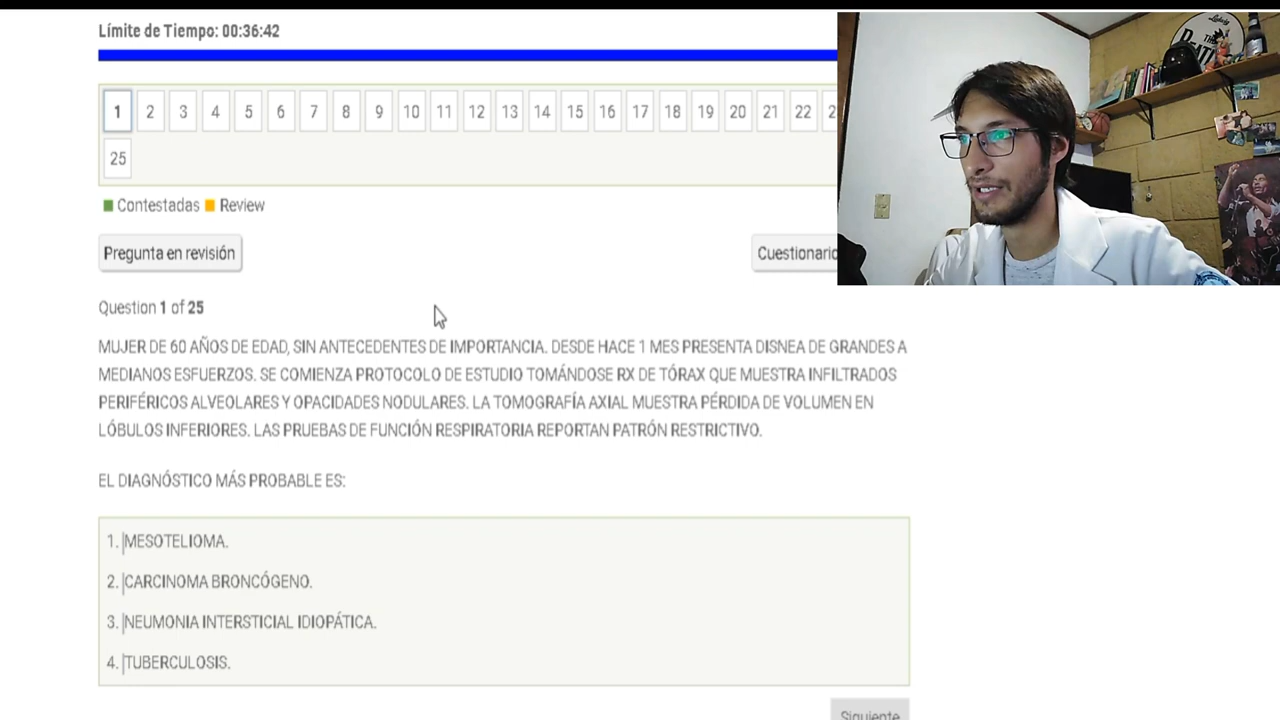 Límite de Tiempo: 00:36:42
1 2 3 4 5 6 7 8 9 10 11 12 13 14 15 16 17 18 19 20 21 22 2
25
Contestadas Review
Pregunta en revisión
Cuestionario
Question 1 of 25
MUJER DE 60 AÑOS DE EDAD, SIN ANTECEDENTES DE IMPORTANCIA. DESDE HACE 1 MES PRESENTA DISNEA DE GRANDES A
MEDIANOS ESFUERZOS. SE COMIENZA PROTOCOLO DE ESTUDIO TOMÁNDOSE RX DE TÓRAX QUE MUESTRA INFILTRADOS
PERIFÉRICOS ALVEOLARES Y OPACIDADES NODULARES. LA TOMOGRAFÍA AXIAL MUESTRA PÉRDIDA DE VOLUMEN EN
LÓBULOS INFERIORES. LAS PRUEBAS DE FUNCIÓN RESPIRATORIA REPORTAN PATRÓN RESTRICTIVO.
EL DIAGNÓSTICO MÁS PROBABLE ES:
1. MESOTELIOMA.
2. CARCINOMA BRONCÓGENO.
3. NEUMONIA INTERSTICIAL IDIOPÁTICA.
4. TUBERCULOSIS.
Siguiente